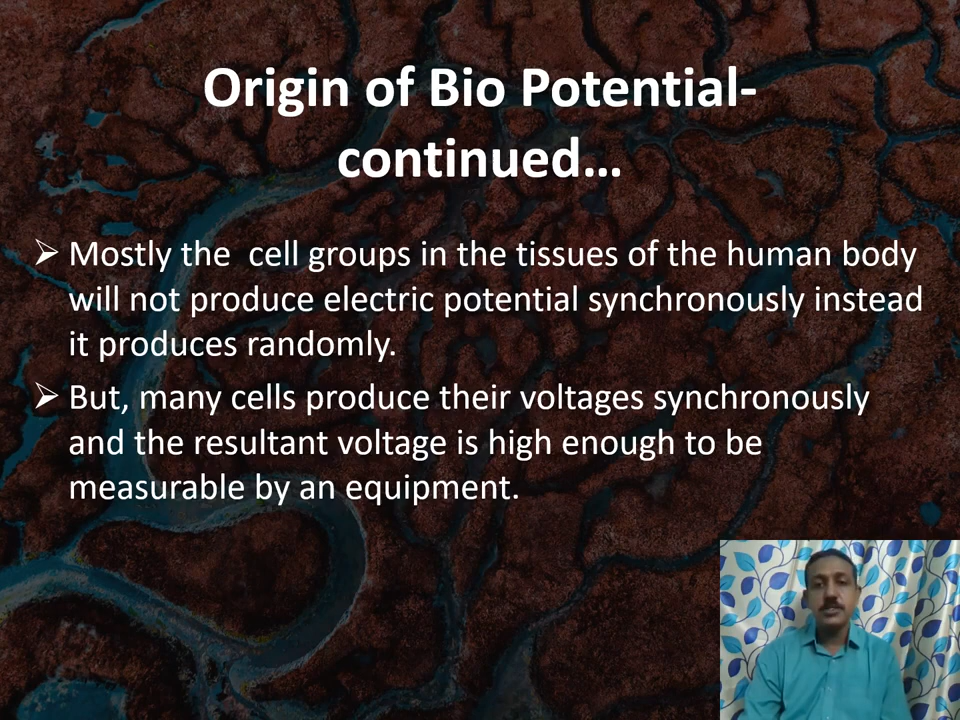 Origin of Bio Potential-
continued…
Mostly the  cell groups in the tissues of the human body
will not produce electric potential synchronously instead
it produces randomly.
But, many cells produce their voltages synchronously
and the resultant voltage is high enough to be
measurable by an equipment.